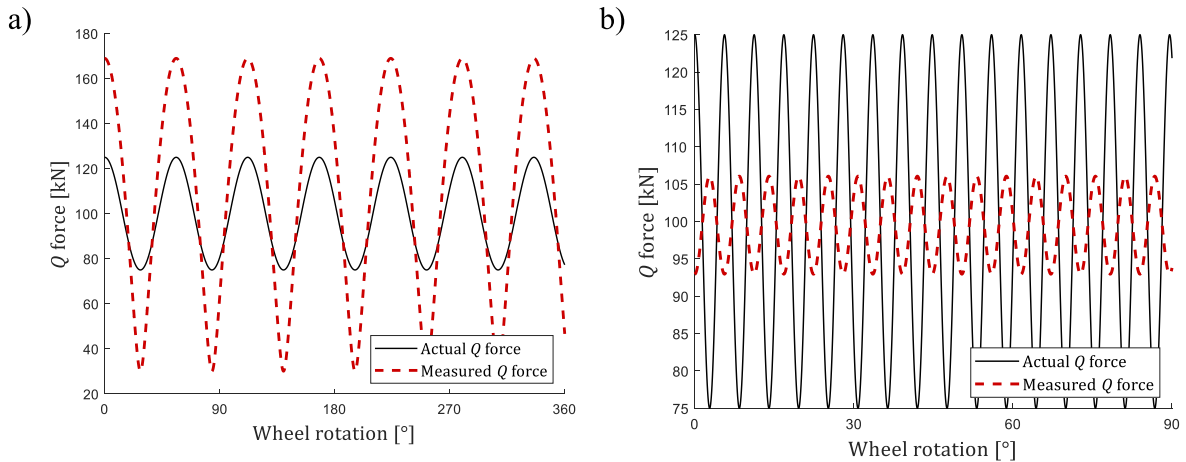 a)
180
160
140
120
100
80
60
40
20
Q force [kN]
0
90
180
270
360
Wheel rotation [°]
Actual Q force
Measured Q force
b)
125
120
115
110
105
100
95
90
85
80
75
Q force [kN]
0
30
60
90
Wheel rotation [°]
Actual Q force
Measured Q force